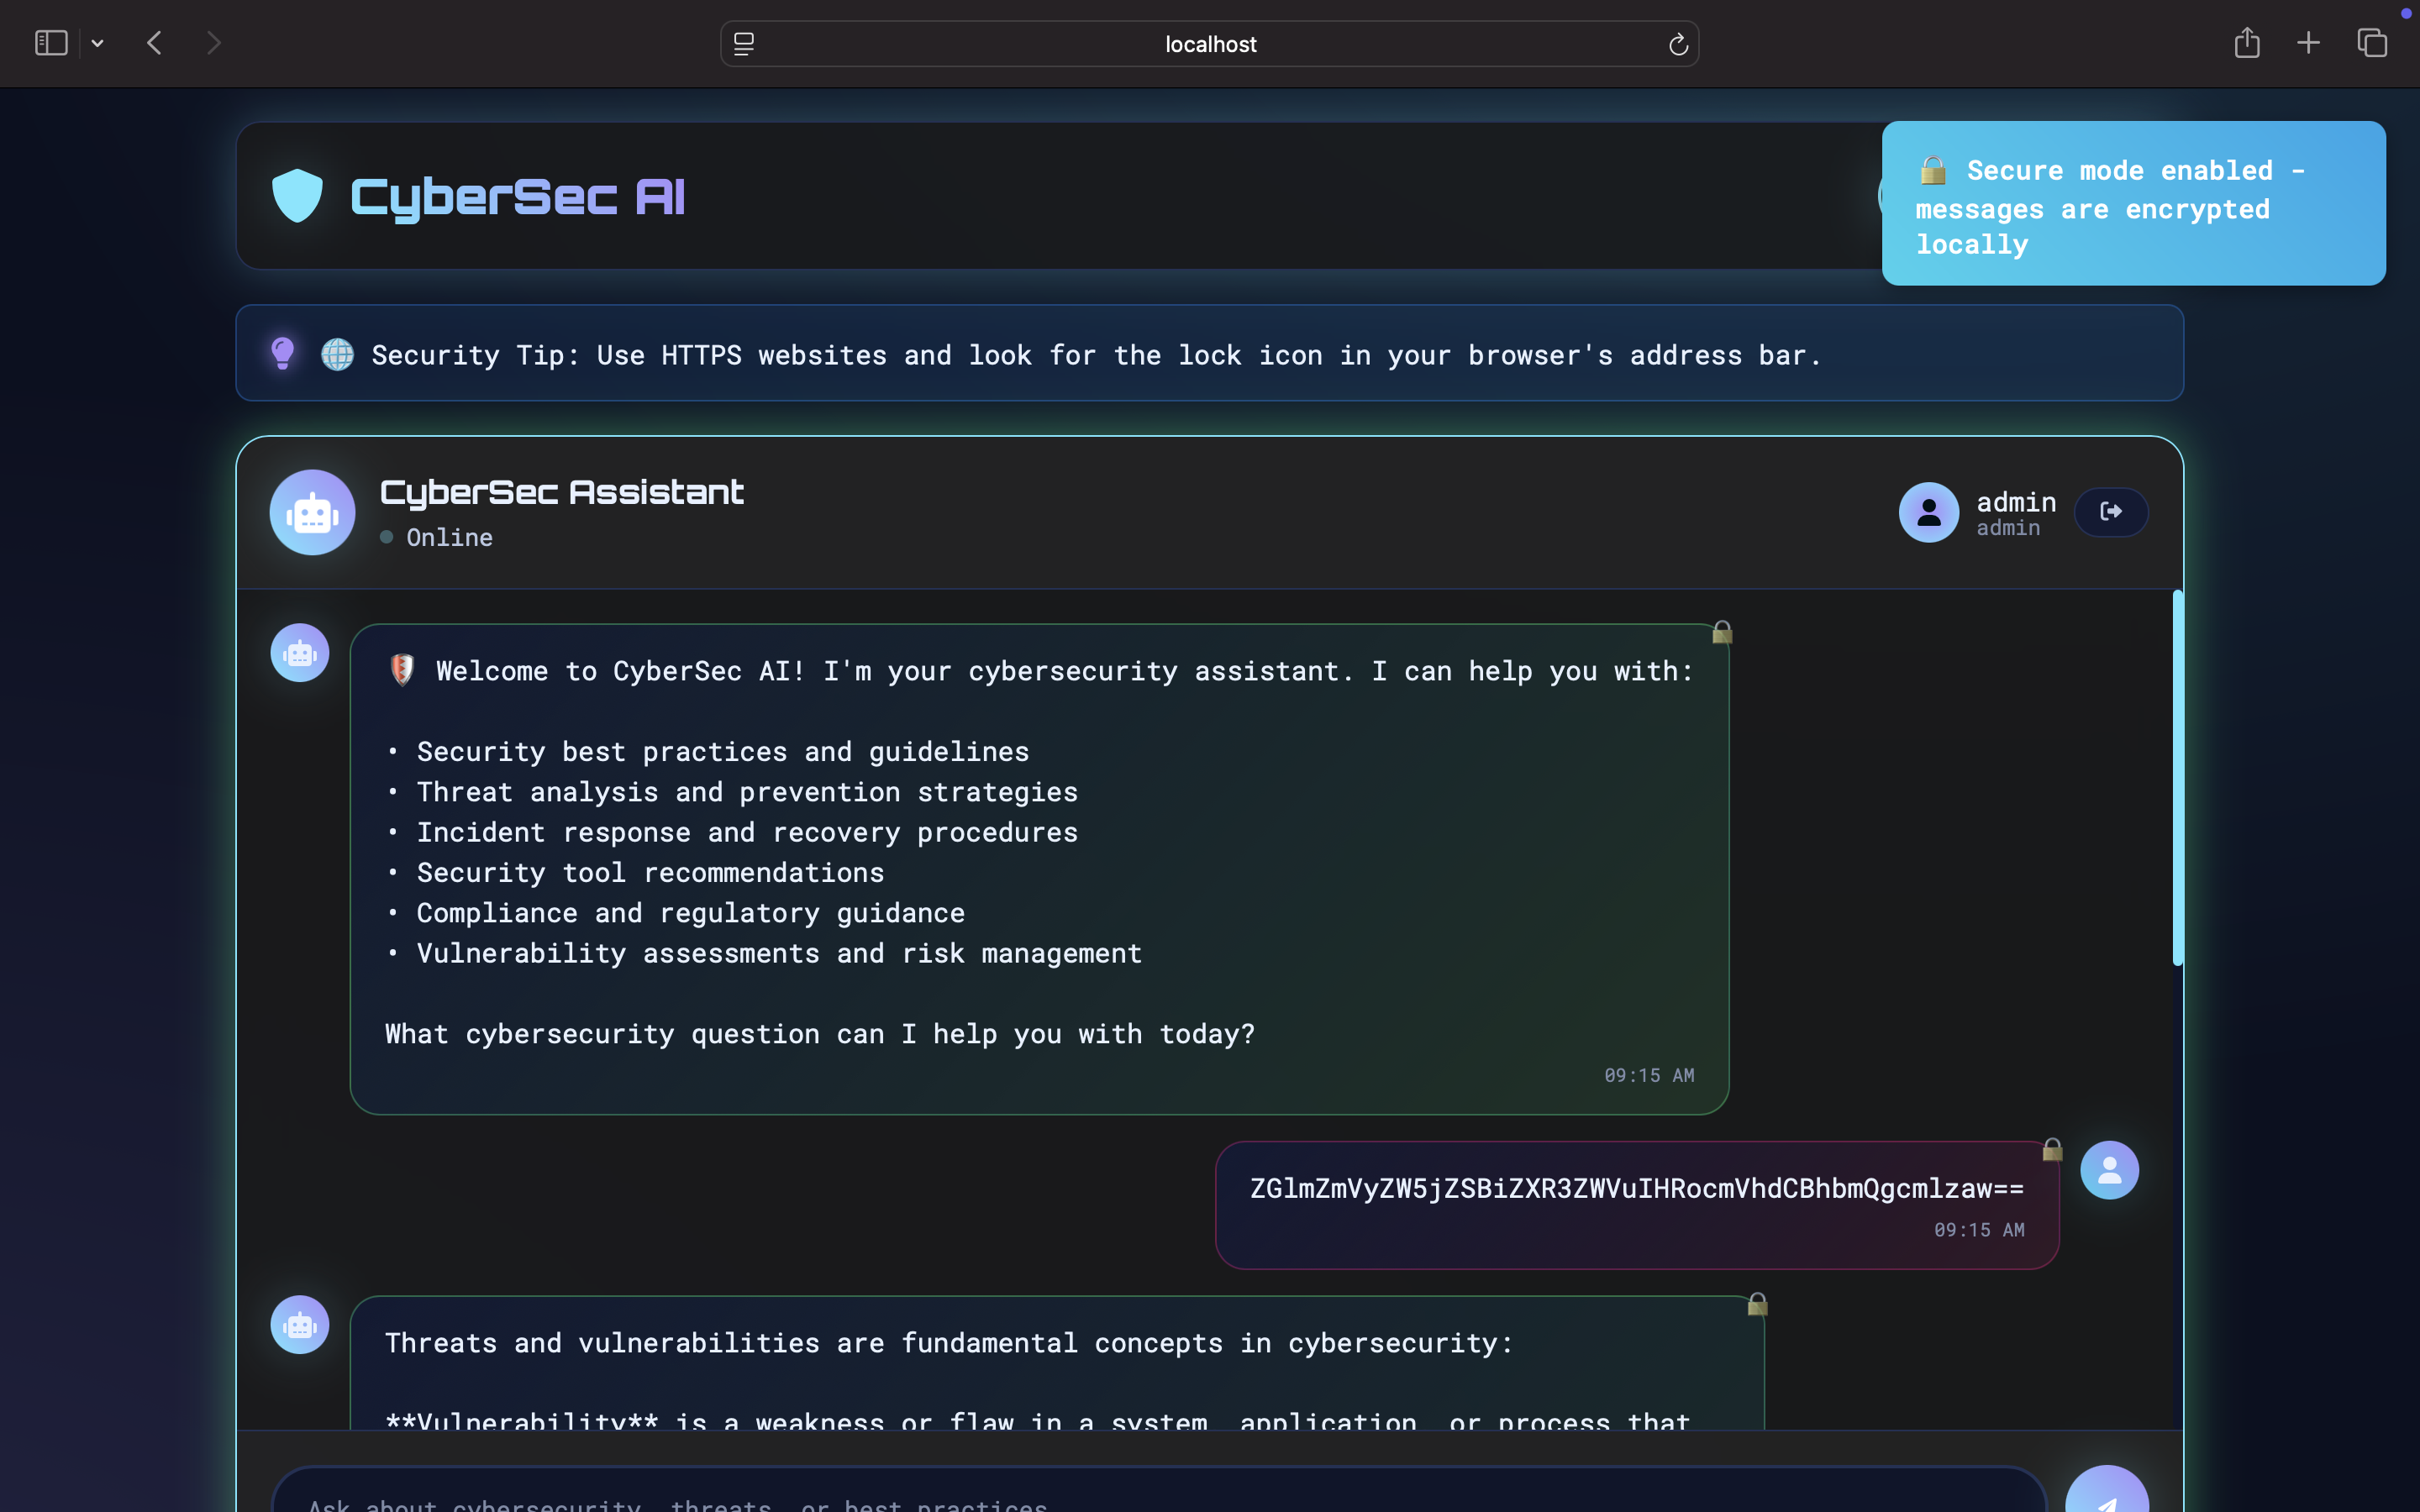 localhost
CyberSec AI
🔒 Secure mode enabled -
messages are encrypted
locally
🌐 Security Tip: Use HTTPS websites and look for the lock icon in your browser's address bar.
CyberSec Assistant
Online
admin
admin
🛡️ Welcome to CyberSec AI! I'm your cybersecurity assistant. I can help you with:
• Security best practices and guidelines
• Threat analysis and prevention strategies
• Incident response and recovery procedures
• Security tool recommendations
• Compliance and regulatory guidance
• Vulnerability assessments and risk management
What cybersecurity question can I help you with today?
09:15 AM
ZGlmZmVyZW5jZSBiZXR3ZWVuIHRocmVhdCBhbmQgcmlzaw==
09:15 AM
Threats and vulnerabilities are fundamental concepts in cybersecurity:
**Vulnerability** is a weakness or flaw in a system, application, or process that
Ask about cybersecurity, threats, or best practices